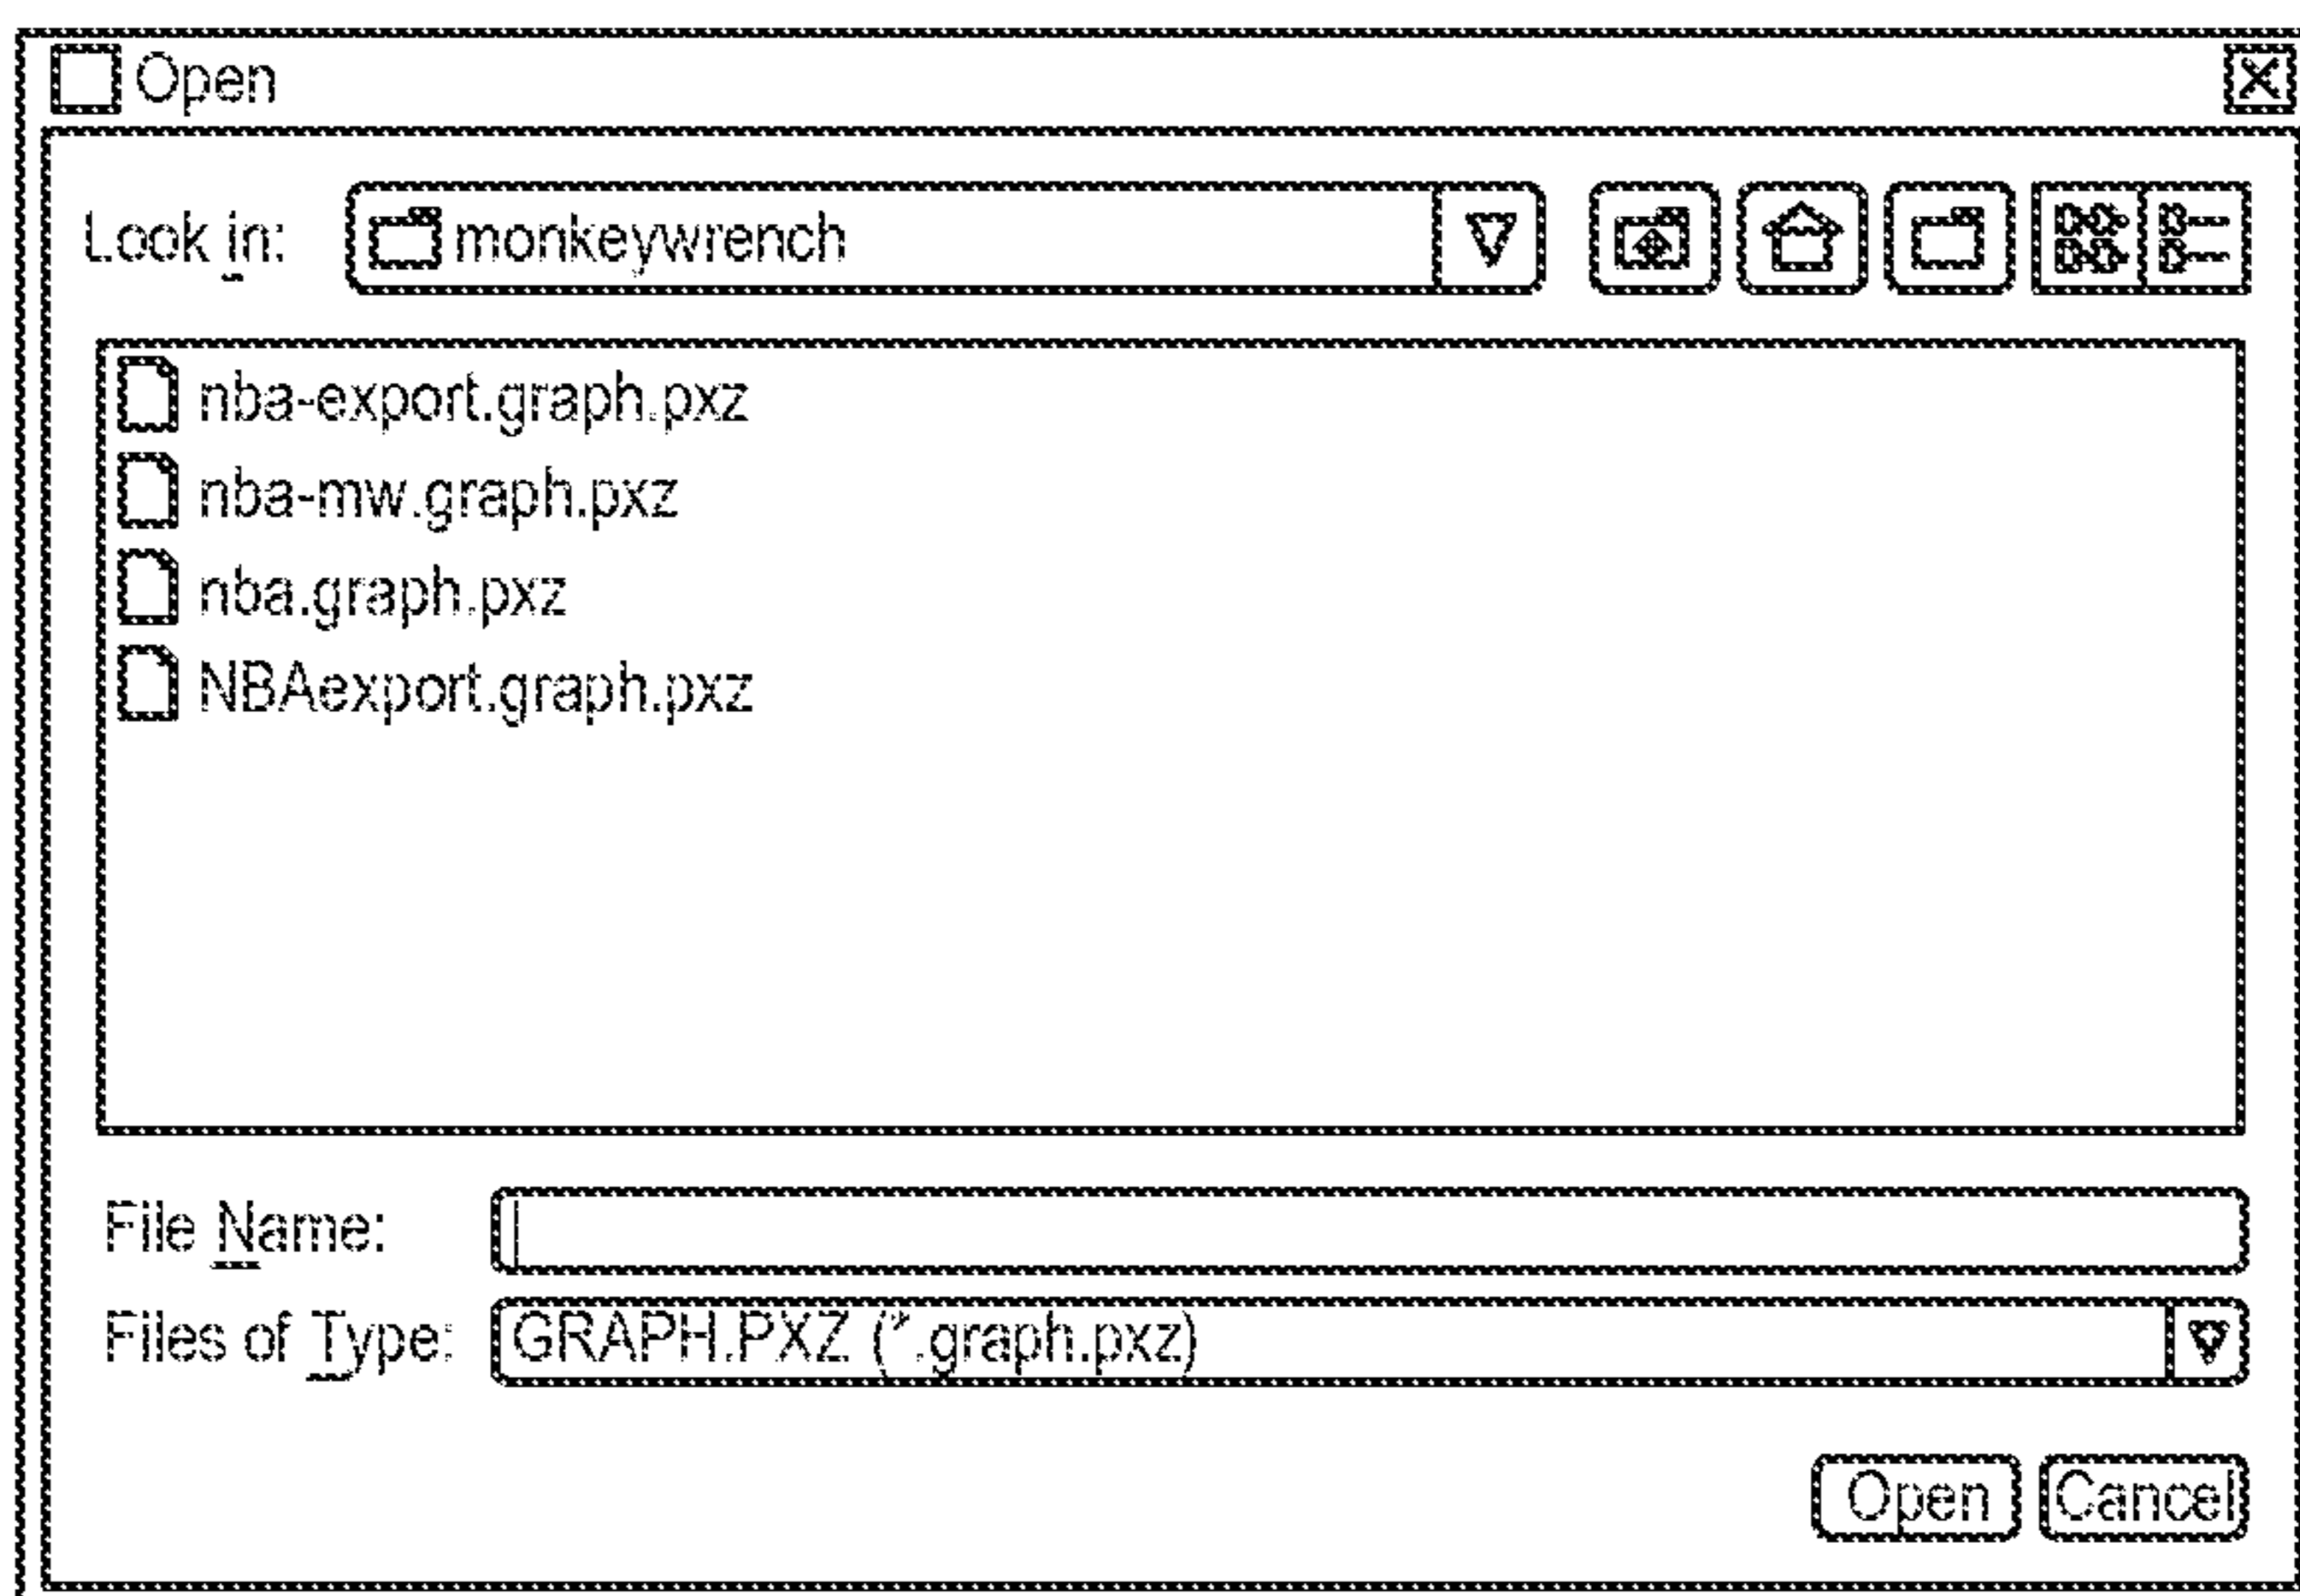 Open
Look in: monkeywrench
nba-export.graph.pxz
nba-mw.graph.pxz
nba.graph.pxz
NBAexport.graph.pxz
File Name:
Files of Type: GRAPH.PXZ (*.graph.pxz)
Open Cancel